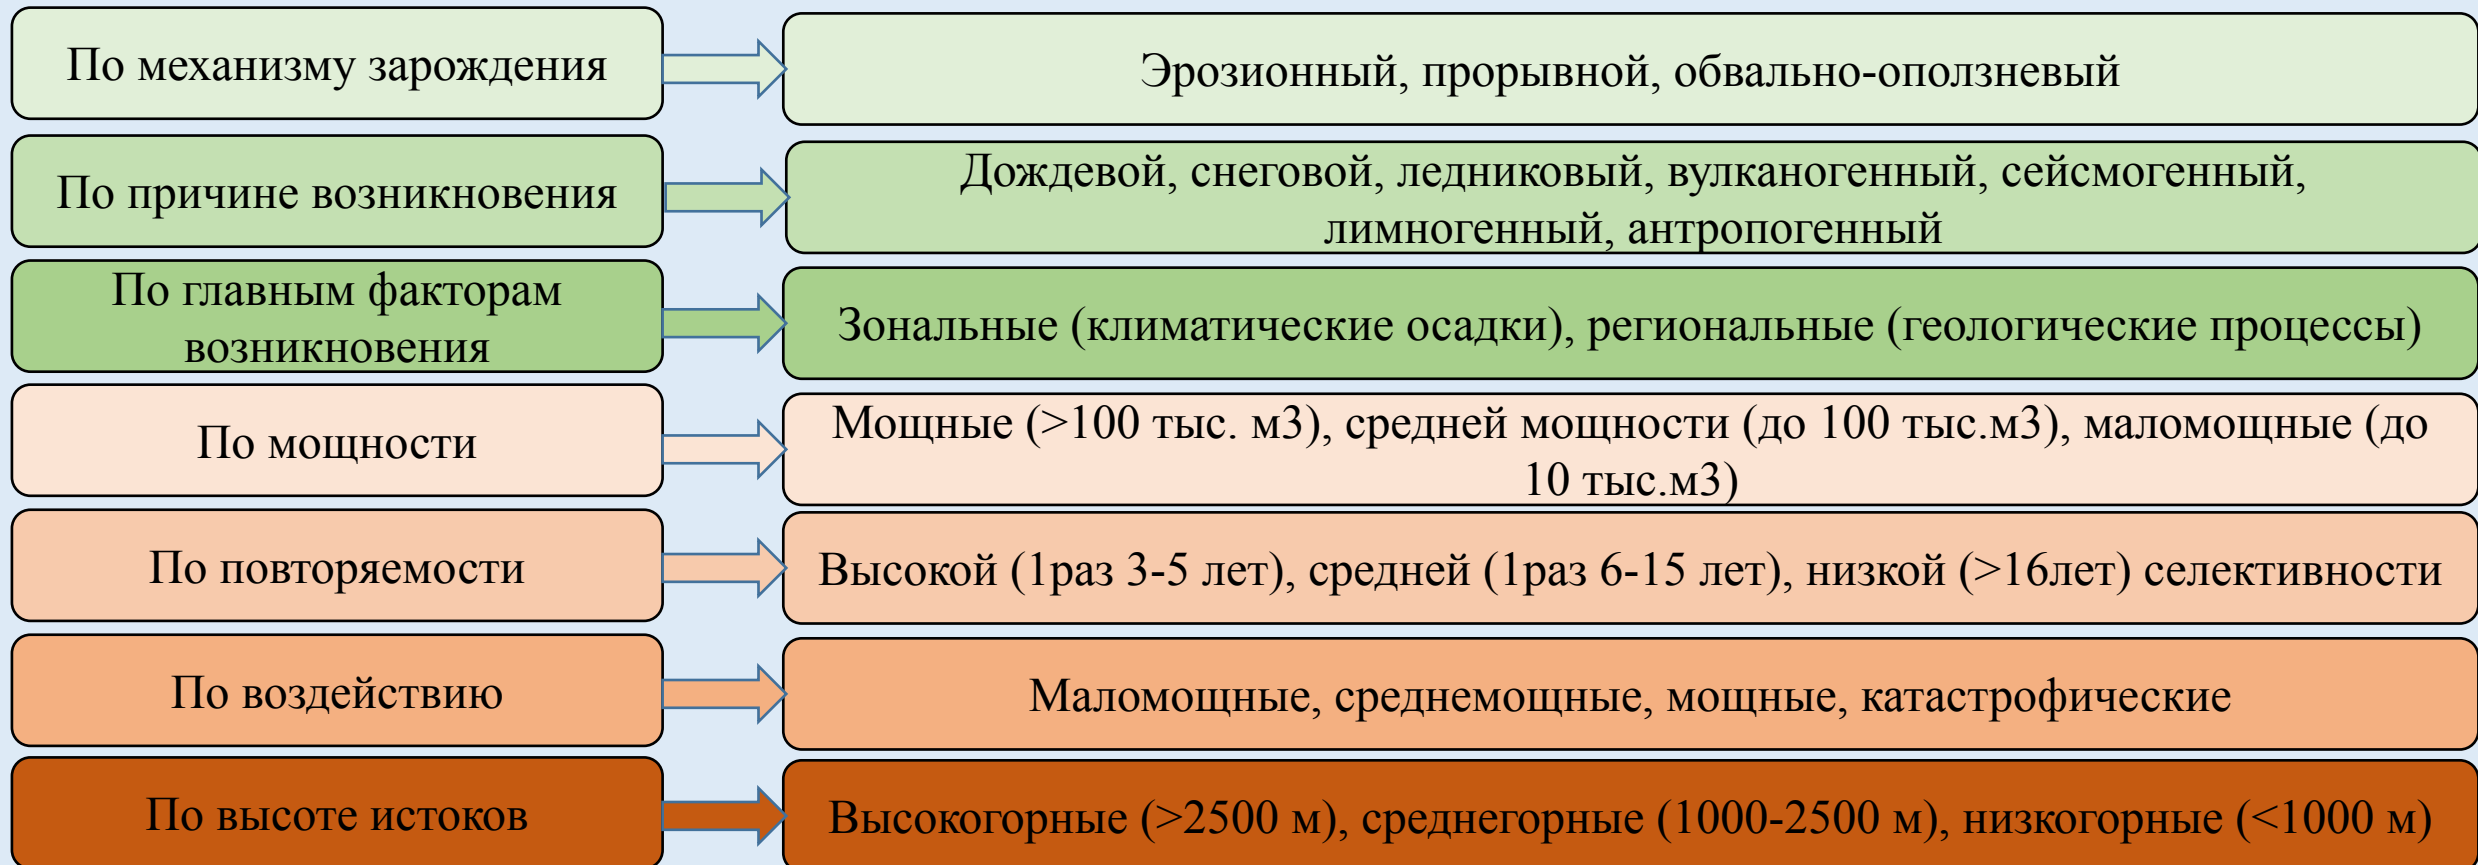 По механизму зарождения
Эрозионный, прорывной, обвально-оползневый
По причине возникновения
Дождевой, снеговой, ледниковый, вулканогенный, сейсмогенный,
лимногенный, антропогенный
По главным факторам
возникновения
Зональные (климатические осадки), региональные (геологические процессы)
По мощности
Мощные (>100 тыс. м3), средней мощности (до 100 тыс.м3), маломощные (до
10 тыс.м3)
По повторяемости
Высокой (1раз 3-5 лет), средней (1раз 6-15 лет), низкой (>16лет) селективности
По воздействию
Маломощные, среднемощные, мощные, катастрофические
По высоте истоков
Высокогорные (>2500 м), среднегорные (1000-2500 м), низкогорные (<1000 м)